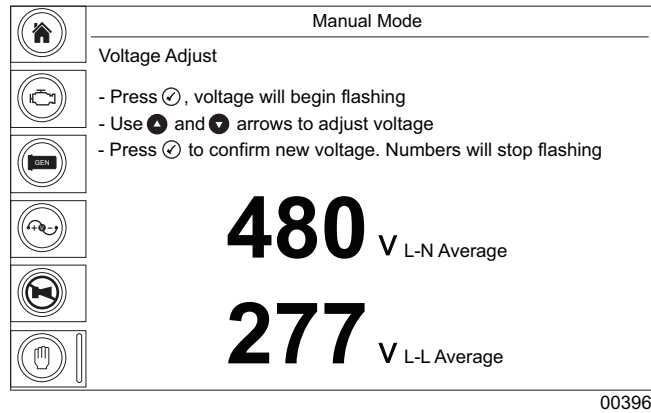 Manual Mode
Voltage Adjust
- Press ✓, voltage will begin flashing
- Use ▲ and ▼ arrows to adjust voltage
- Press ✓ to confirm new voltage. Numbers will stop flashing
GEN
480 V L-N Average
277 V L-L Average
00396